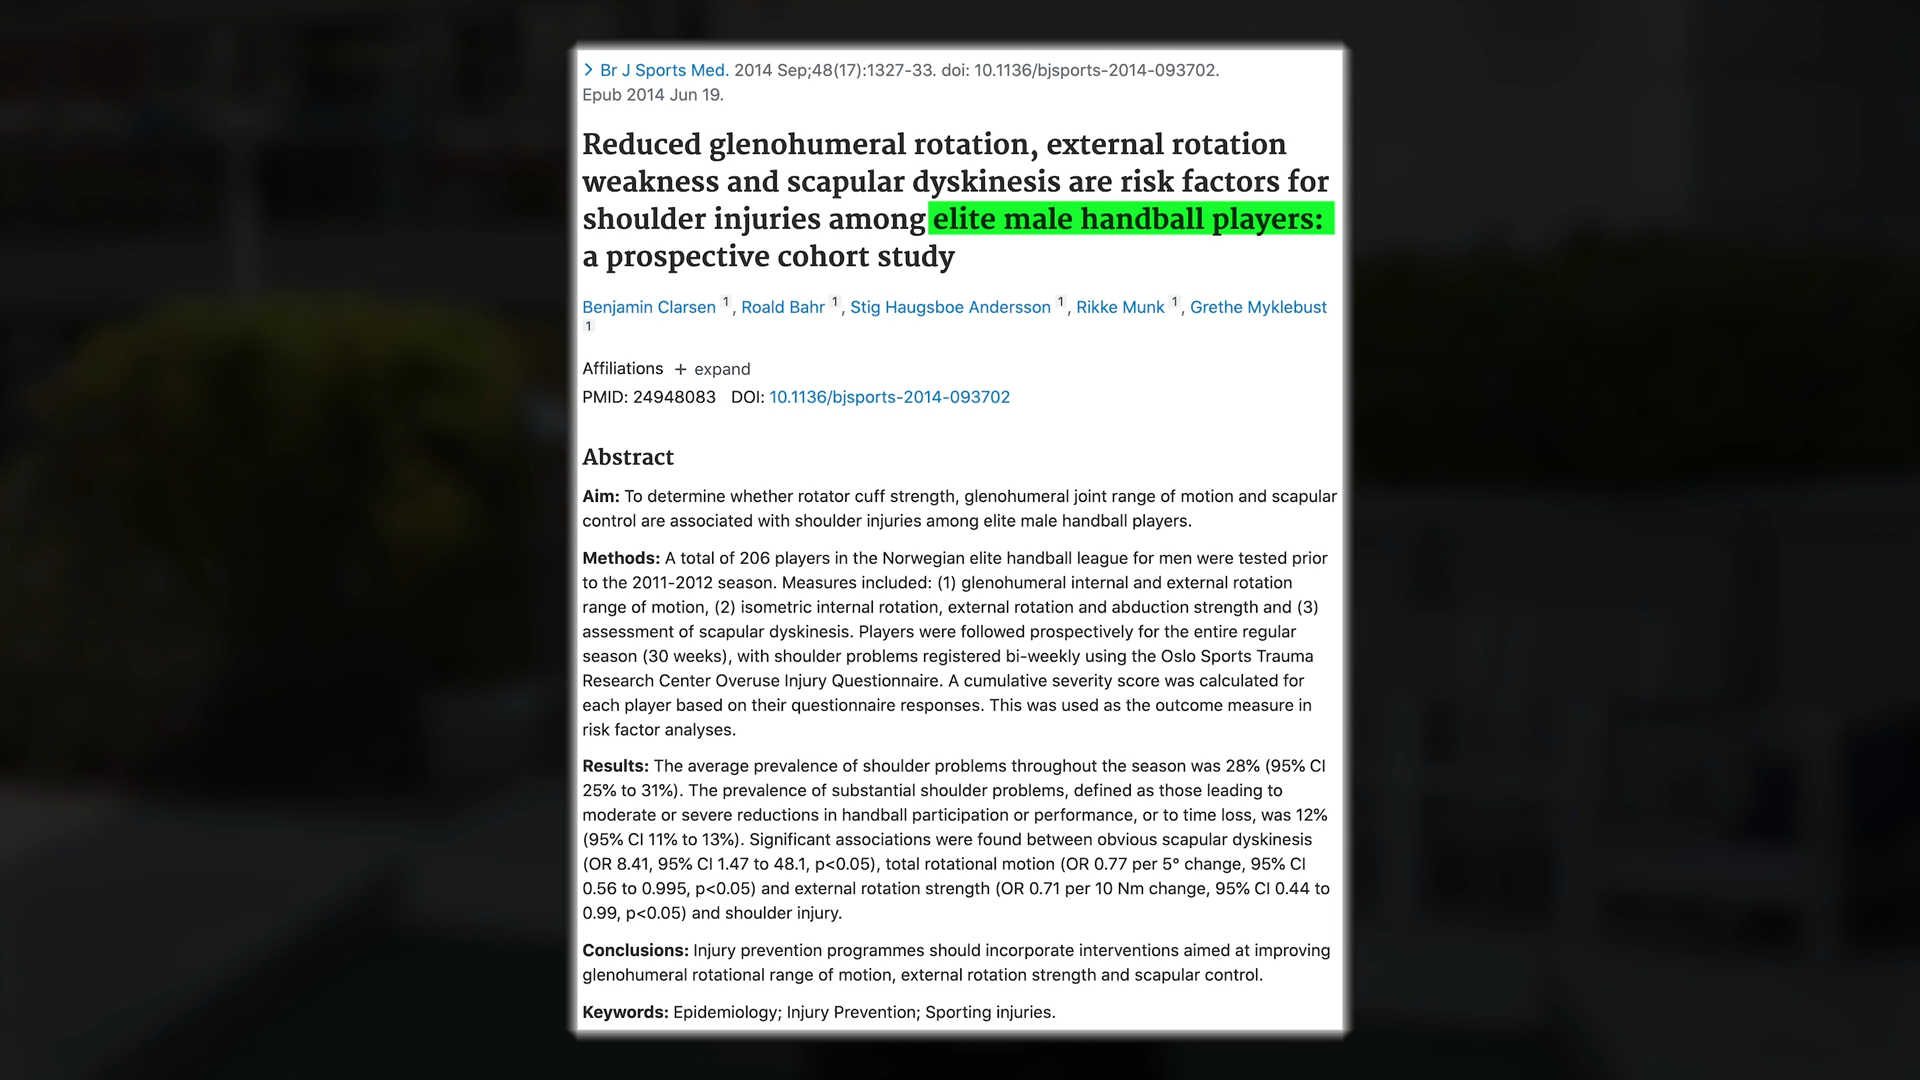 > Br J Sports Med. 2014 Sep;48(17):1327-33. doi: 10.1136/bjsports-2014-093702.
Epub 2014 Jun 19.
Reduced glenohumeral rotation, external rotation
weakness and scapular dyskinesis are risk factors for
shoulder injuries among elite male handball players:
a prospective cohort study
Benjamin Clarsen 1, Roald Bahr 1, Stig Haugsboe Andersson 1, Rikke Munk 1, Grethe Myklebust
1
Affiliations + expand
PMID: 24948083 DOI: 10.1136/bjsports-2014-093702
Abstract
Aim: To determine whether rotator cuff strength, glenohumeral joint range of motion and scapular
control are associated with shoulder injuries among elite male handball players.
Methods: A total of 206 players in the Norwegian elite handball league for men were tested prior
to the 2011-2012 season. Measures included: (1) glenohumeral internal and external rotation
range of motion, (2) isometric internal rotation, external rotation and abduction strength and (3)
assessment of scapular dyskinesis. Players were followed prospectively for the entire regular
season (30 weeks), with shoulder problems registered bi-weekly using the Oslo Sports Trauma
Research Center Overuse Injury Questionnaire. A cumulative severity score was calculated for
each player based on their questionnaire responses. This was used as the outcome measure in
risk factor analyses.
Results: The average prevalence of shoulder problems throughout the season was 28% (95% CI
25% to 31%). The prevalence of substantial shoulder problems, defined as those leading to
moderate or severe reductions in handball participation or performance, or to time loss, was 12%
(95% CI 11% to 13%). Significant associations were found between obvious scapular dyskinesis
(OR 8.41, 95% CI 1.47 to 48.1, p<0.05), total rotational motion (OR 0.77 per 5° change, 95% CI
0.56 to 0.995, p<0.05) and external rotation strength (OR 0.71 per 10 Nm change, 95% CI 0.44 to
0.99, p<0.05) and shoulder injury.
Conclusions: Injury prevention programmes should incorporate interventions aimed at improving
glenohumeral rotational range of motion, external rotation strength and scapular control.
Keywords: Epidemiology; Injury Prevention; Sporting injuries.